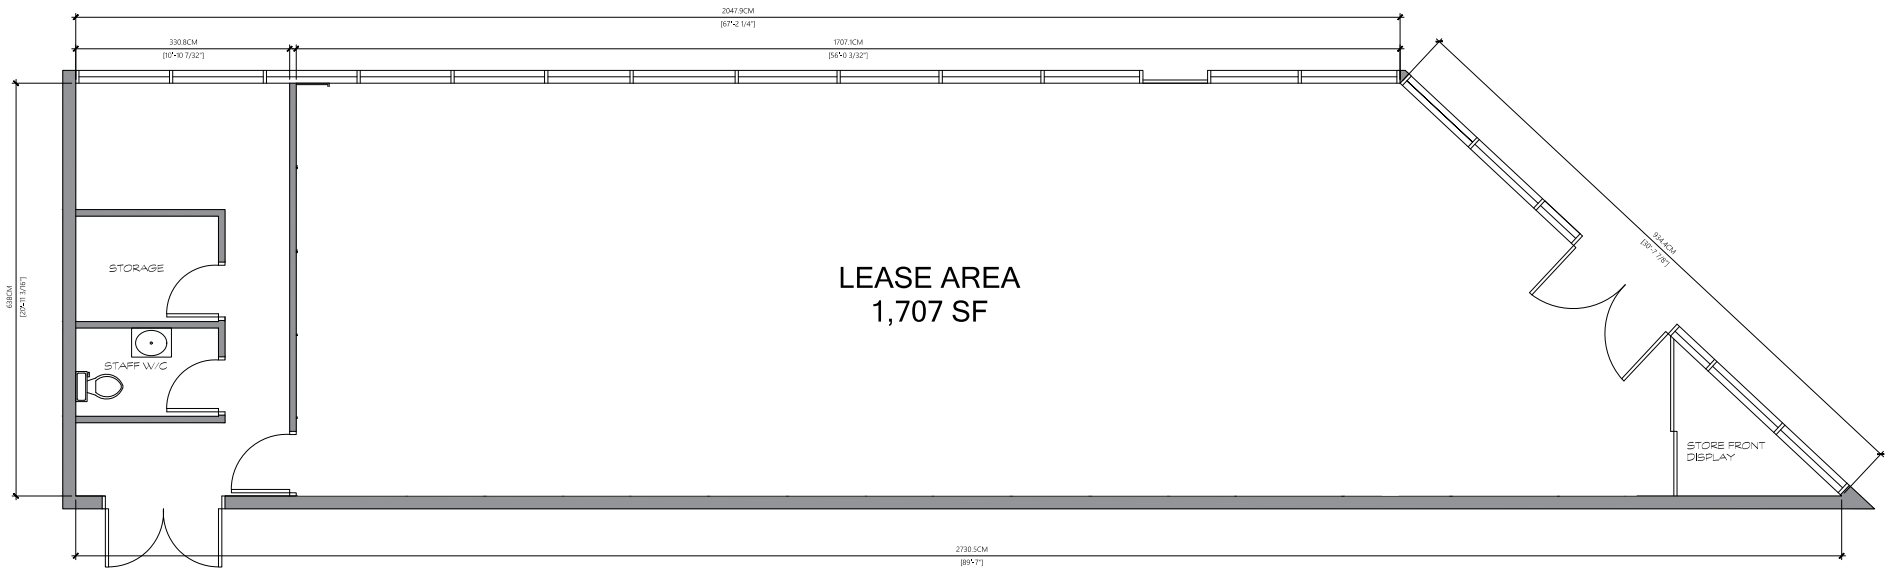 2047.9CM
[67'-2 1/4"]
330.8CM
[10'-10 7/32"]
1707.1CM
[56'-0 3/32"]
934.4CM
[30'-7 7/8"]
638CM
[20'-11 3/16"]
STORAGE
LEASE AREA
1,707 SF
STAFF W/C
STORE FRONT
DISPLAY
2730.5CM
[89'-7"]